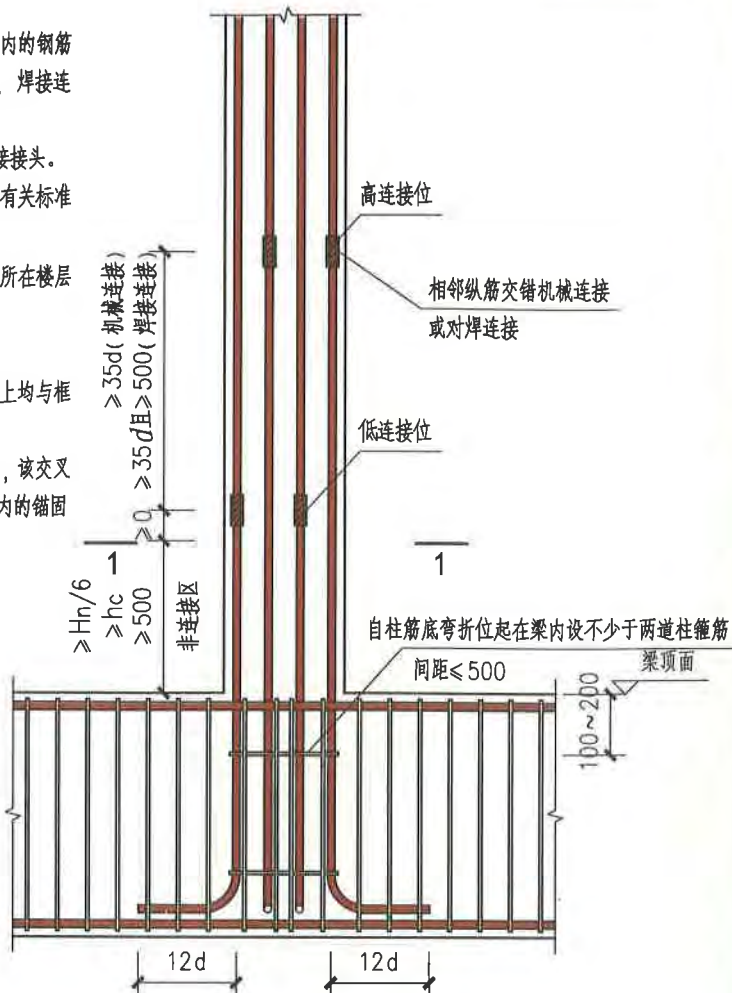 内的钢筋
焊接连
接接头。
有关标准
所在楼层
上均与框
, 该交叉
内的锚固
高连接位
相邻纵筋交错机械连接
或对焊连接
低连接位
≥35d(机械连接)
≥35d且≥500(焊接连接)
≥0
1
1
≥Hn/6
≥hc
≥500
非连接区
自柱筋底弯折位起在梁内设不少于两道柱箍筋
间距≤500
梁顶面
100~200
12d
12d